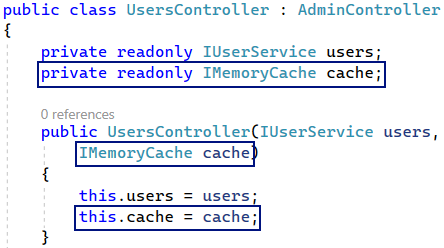 public class UsersController : AdminController
{
private readonly IUserService users;
private readonly IMemoryCache cache;
0 references
public UsersController(IUserService users,
IMemoryCache cache)
{
this.users = users;
this.cache = cache;
}